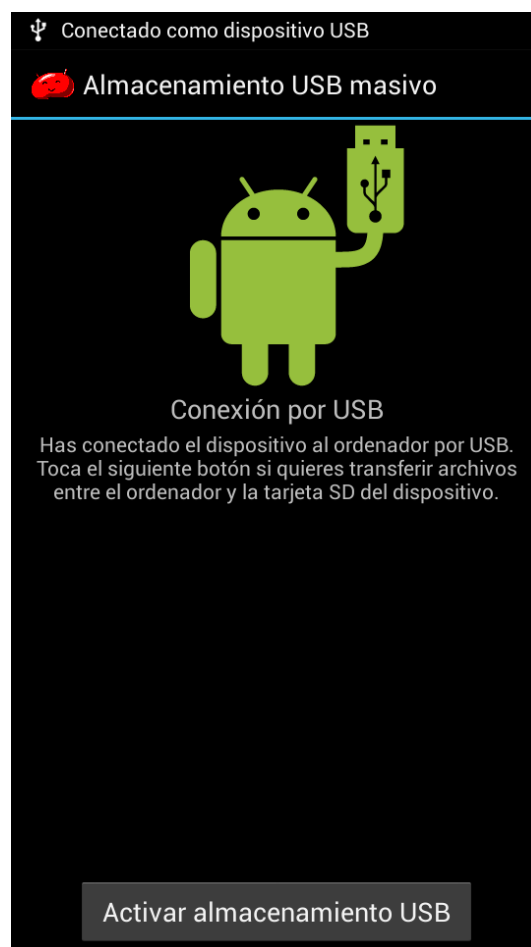 Conectado como dispositivo USB
Almacenamiento USB masivo
Conexión por USB
Has conectado el dispositivo al ordenador por USB.
Toca el siguiente botón si quieres transferir archivos
entre el ordenador y la tarjeta SD del dispositivo.
Activar almacenamiento USB